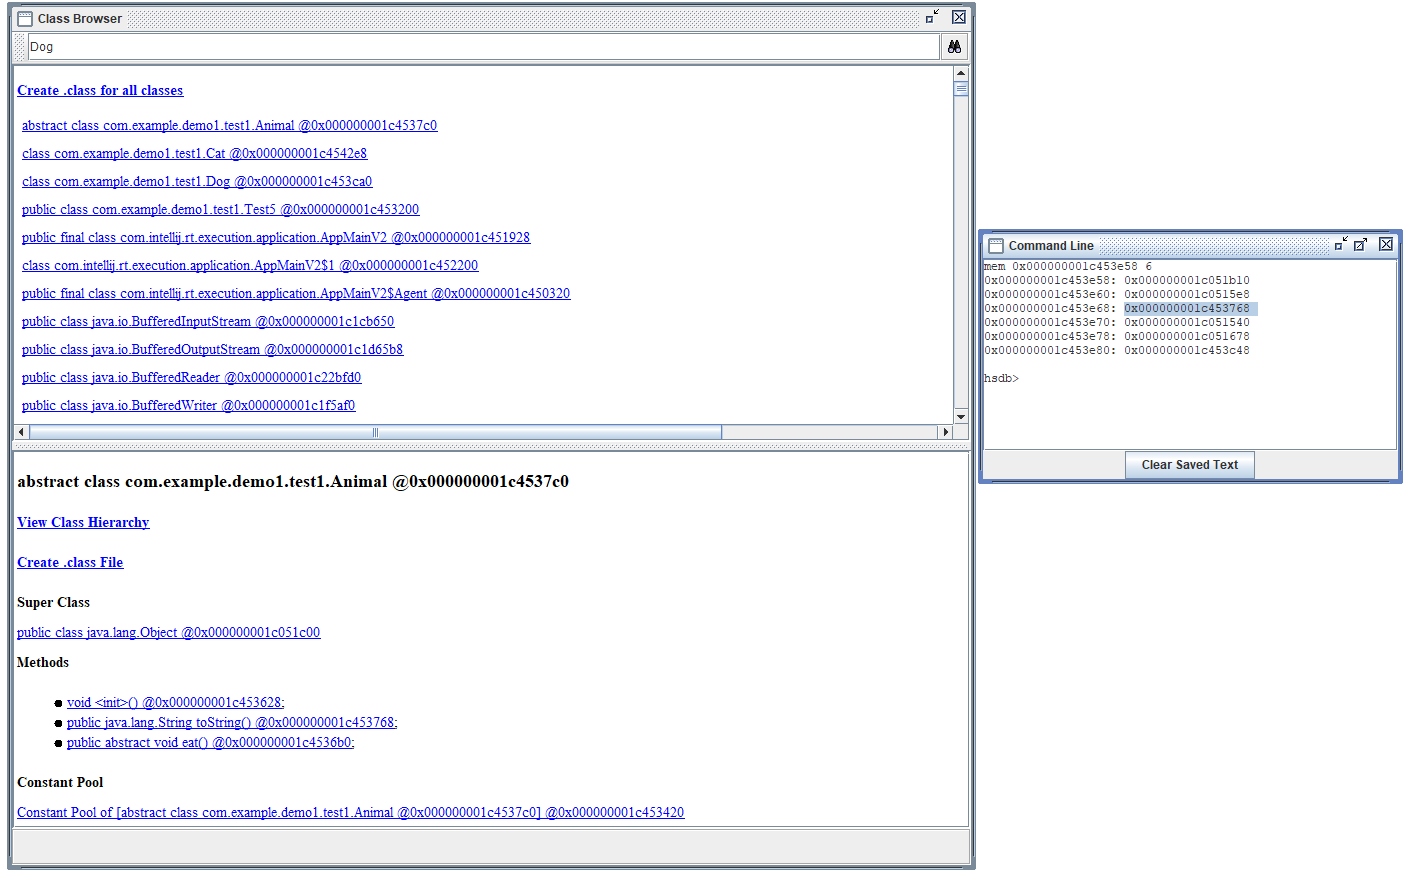 Class Browser
Dog
Create .class for all classes
abstract class com.example.demo1.test1.Animal @0x000000001c4537c0
class com.example.demo1.test1.Cat @0x000000001c4542e8
class com.example.demo1.test1.Dog @0x000000001c453ca0
public class com.example.demo1.test1.Test5 @0x000000001c453200
public final class com.intellij.rt.execution.application.AppMainV2 @0x000000001c451928
class com.intellij.rt.execution.application.AppMainV2$1 @0x000000001c452200
public final class com.intellij.rt.execution.application.AppMainV2$Agent @0x000000001c450320
public class java.io.BufferedInputStream @0x000000001c1cb650
public class java.io.BufferedOutputStream @0x000000001c1d65b8
public class java.io.BufferedReader @0x000000001c22bfd0
public class java.io.BufferedWriter @0x000000001c1f5af0
abstract class com.example.demo1.test1.Animal @0x000000001c4537c0
View Class Hierarchy
Create .class File
Super Class
public class java.lang.Object @0x000000001c051c00
Methods
void <init>() @0x000000001c453628;
public java.lang.String toString() @0x000000001c453768;
public abstract void eat() @0x000000001c4536b0;
Constant Pool
Constant Pool of [abstract class com.example.demo1.test1.Animal @0x000000001c4537c0] @0x000000001c453420
Command Line
mem 0x000000001c453e58 6
0x000000001c453e58: 0x000000001c051b10
0x000000001c453e60: 0x000000001c0515e8
0x000000001c453e68: 0x000000001c453768
0x000000001c453e70: 0x000000001c051540
0x000000001c453e78: 0x000000001c051678
0x000000001c453e80: 0x000000001c453c48
hsdb>
Clear Saved Text